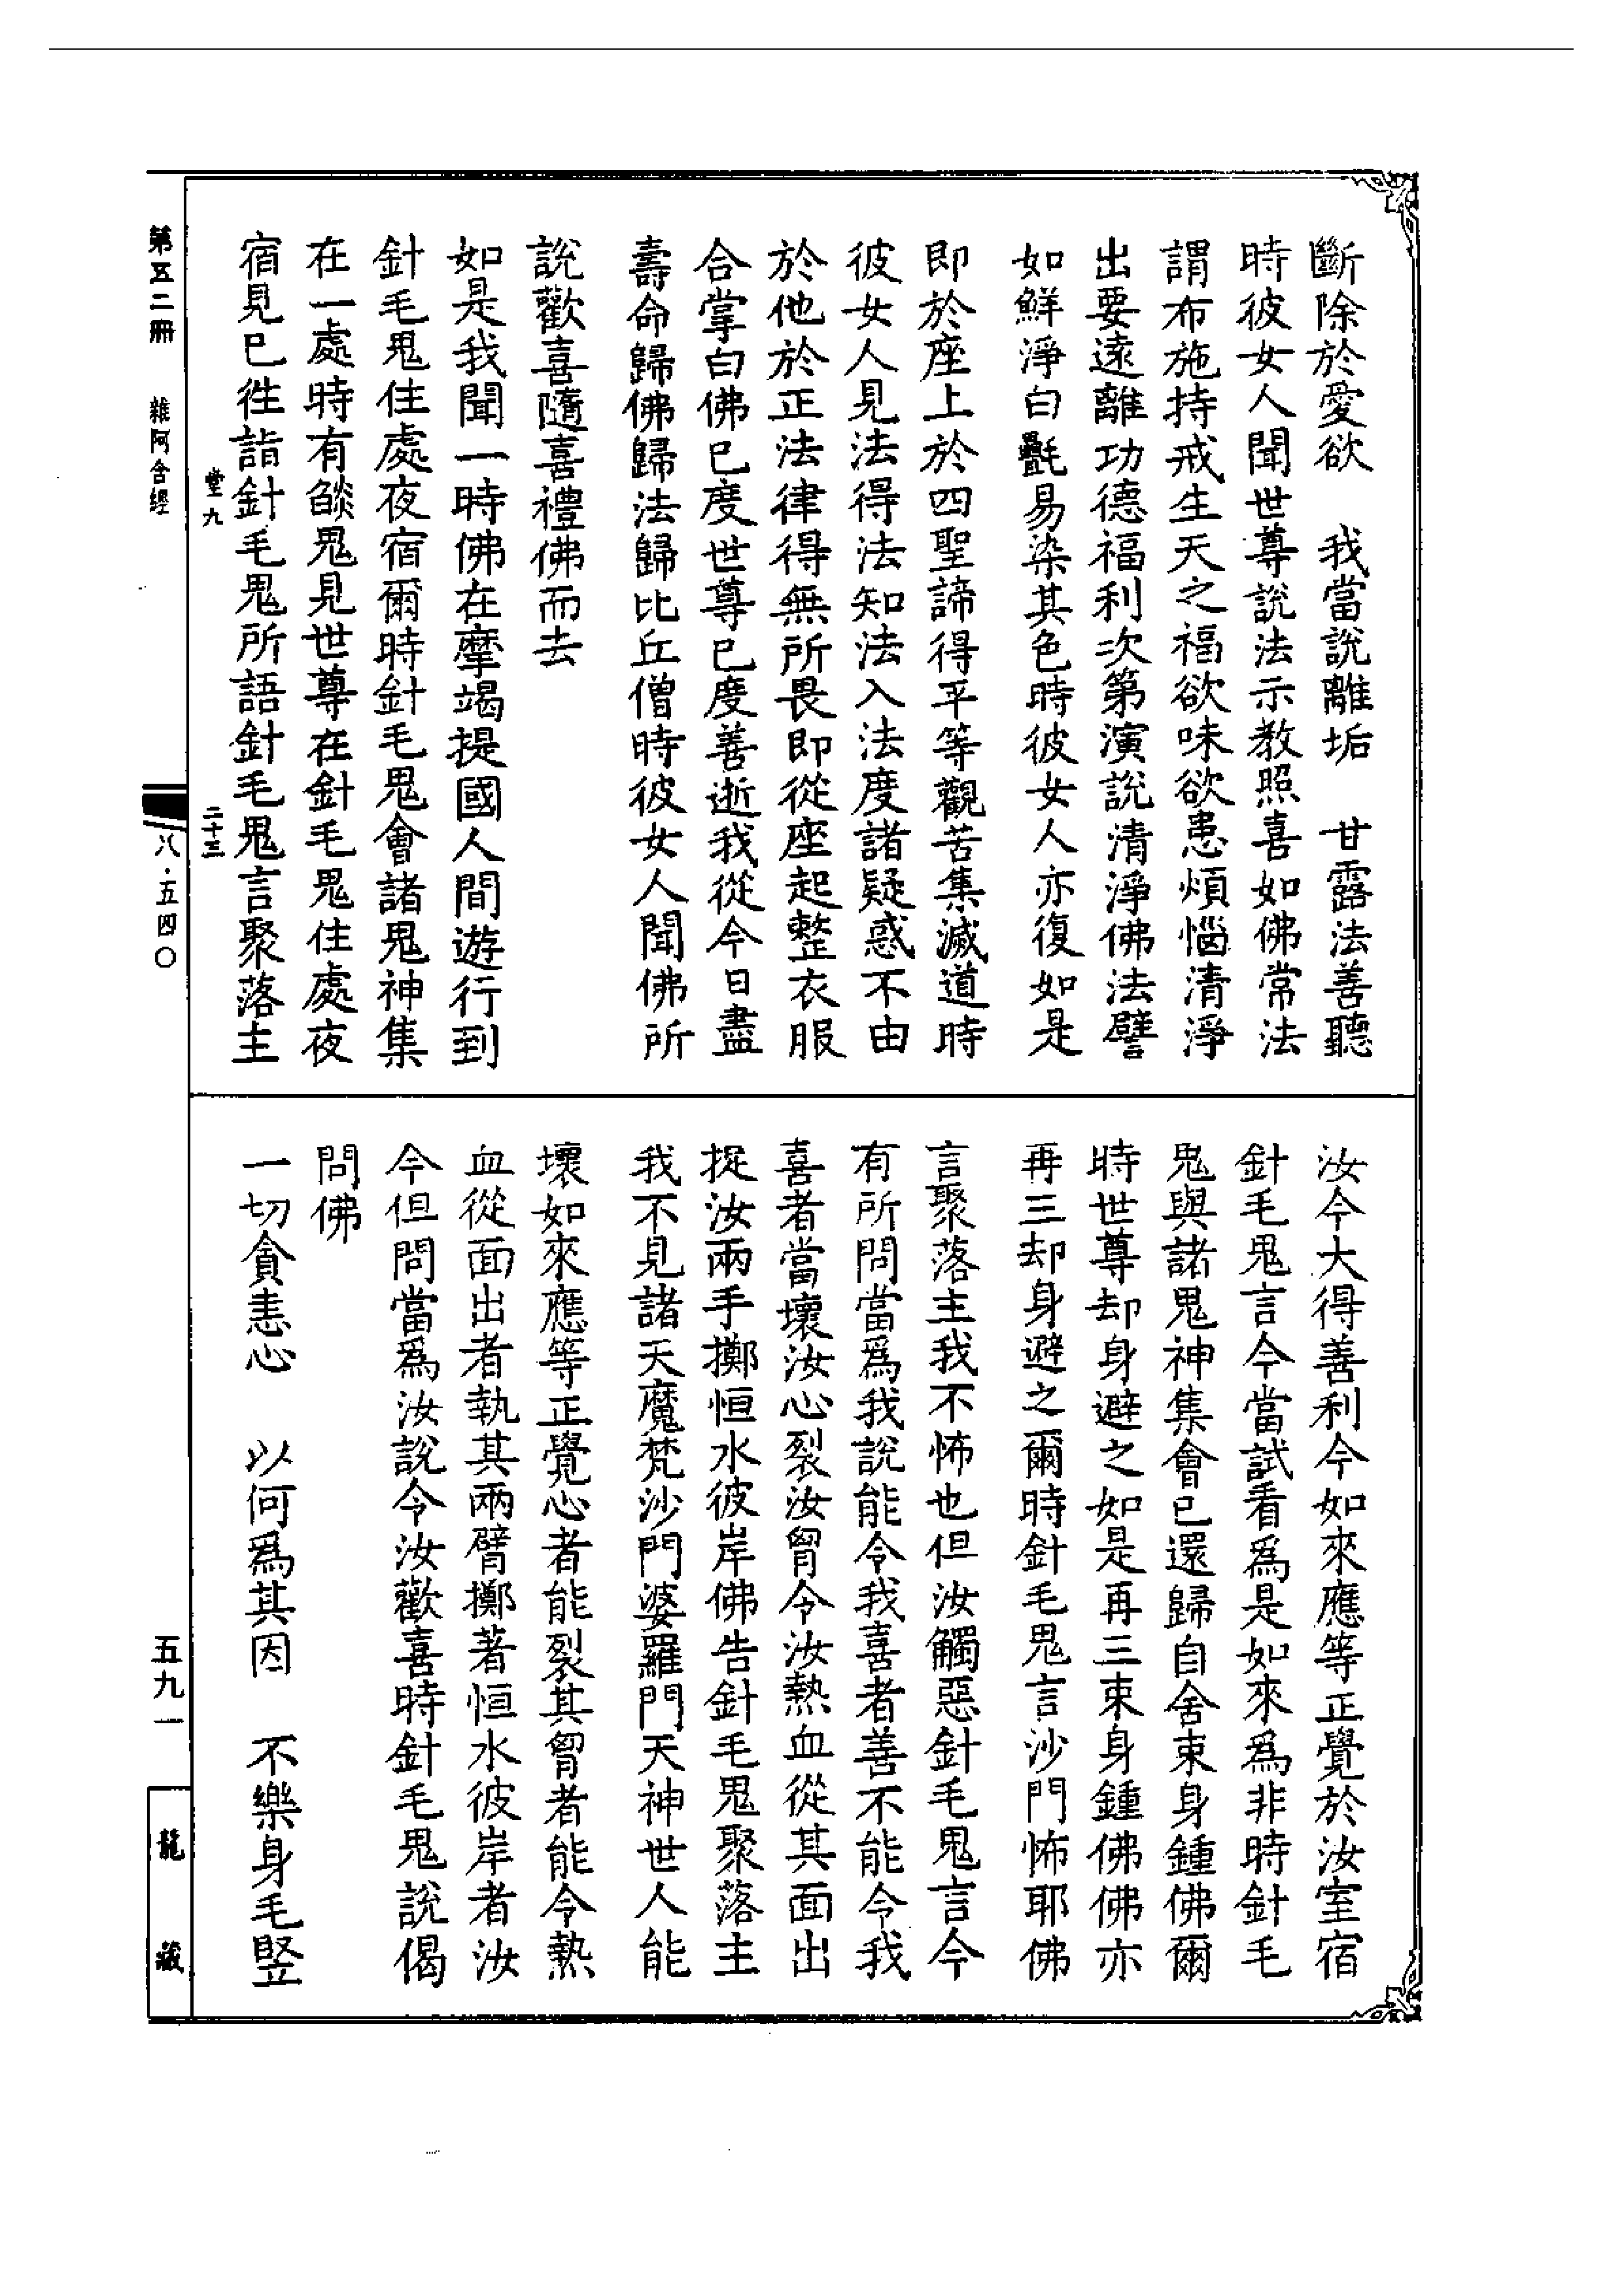 斷除於愛欲　我當說離垢　甘露法善聽
時彼女人聞世尊說法示教照喜如佛常法
謂布施持戒生天之福欲味欲患煩惱清淨
出要遠離功德福利次第演說清淨佛法譬
如鮮淨白㲲易染其色時彼女人亦復如是
即於座上於四聖諦得平等觀苦集滅道時
彼女人見法得法知法入法度諸疑惑不由
於他於正法律得無所畏即從座起整衣服
合掌白佛已度世尊已度善逝我從今日盡
壽命歸佛歸法歸比丘僧時彼女人聞佛所
說歡喜隨喜禮佛而去
如是我聞一時佛在摩竭提國人間遊行到
針毛鬼住處夜宿爾時針毛鬼會諸鬼神集
在一處時有燄鬼見世尊在針毛鬼住處夜
宿見已徃詣針毛鬼所語針毛鬼言聚落主
汝今大得善利今如來應等正覺於汝室宿
針毛鬼言今當試看為是如來為非時針毛
鬼與諸鬼神集會已還歸自舍束身鍾佛爾
時世尊却身避之如是再三束身鍾佛佛亦
再三却身避之爾時針毛鬼言沙門怖耶佛
言聚落主我不怖也但汝觸惡針毛鬼言今
有所問當為我說能令我喜者善不能令我
喜者當壞汝心裂汝胷令汝熱血從其面出
捉汝兩手擲恒水彼岸佛告針毛鬼聚落主
我不見諸天魔梵沙門婆羅門天神世人能
壞如來應等正覺心者能裂其胷者能令熱
血從面出者執其兩臂擲著恒水彼岸者汝
今但問當為汝說令汝歡喜時針毛鬼說偈
問佛
一切貪恚心　以何為其因　不樂身毛竪
堂九　二十三
第五二冊　雜阿含經　八·五四〇　五九一　龍藏